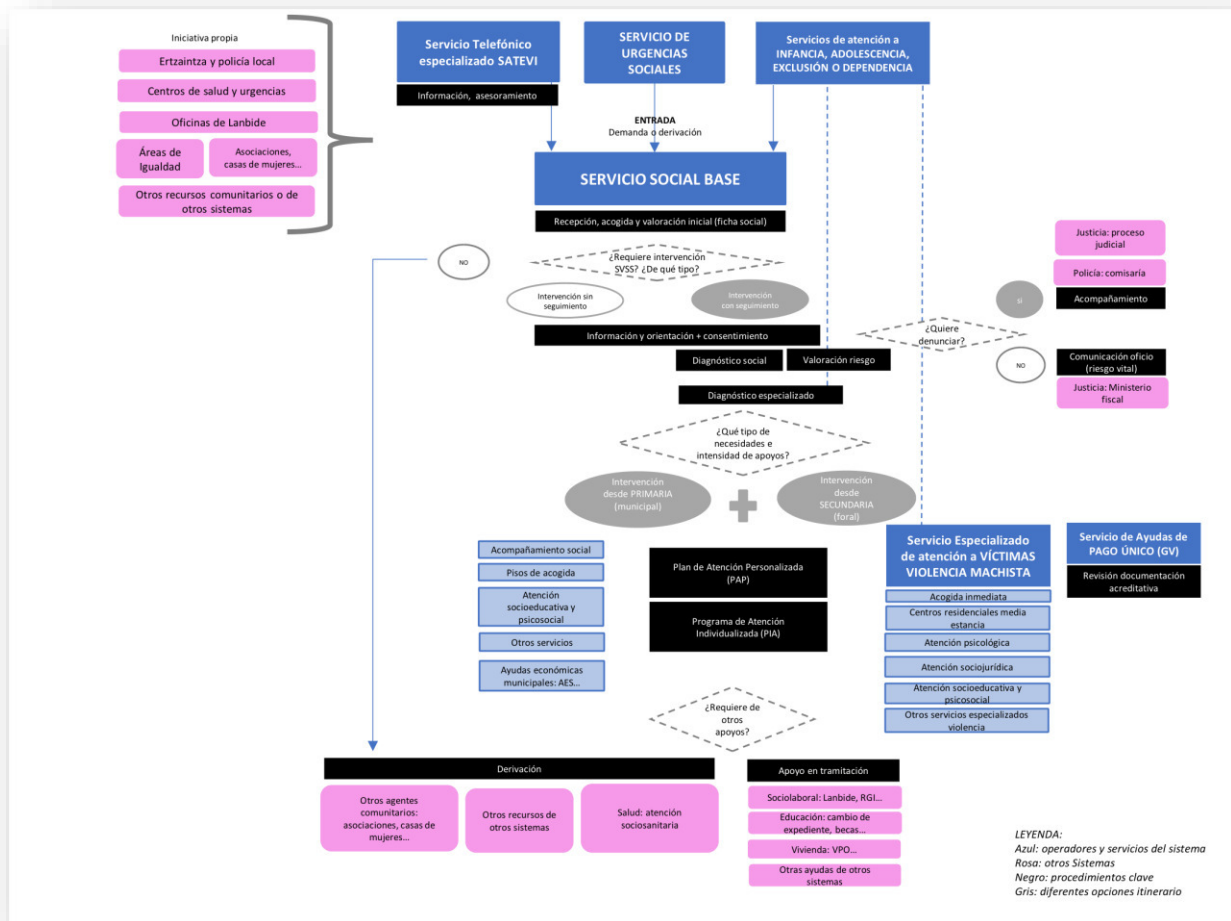 Iniciativa propia
Ertzaintza y policía local
Centros de salud y urgencias
Oficinas de Lanbide
Áreas de
Igualdad
Asociaciones,
casas de mujeres...
Otros recursos comunitarios o de
otros sistemas
Servicio Telefónico
especializado SATEVI
Información, asesoramiento
SERVICIO DE
URGENCIAS
SOCIALES
Servicios de atención a
INFANCIA, ADOLESCENCIA,
EXCLUSIÓN O DEPENDENCIA
ENTRADA
Demanda o derivación
SERVICIO SOCIAL BASE
Recepción, acogida y valoración inicial (ficha social)
NO
¿Requiere intervención
SVSS? ¿De qué tipo?
Intervención sin
seguimiento
Intervención
con seguimiento
Información y orientación + consentimiento
Diagnóstico social
Valoración riesgo
Diagnóstico especializado
¿Quiere
denunciar?
Justicia: proceso
judicial
Policía: comisaría
sí
Acompañamiento
NO
Comunicación oficio
(riesgo vital)
Justicia: Ministerio
fiscal
¿Qué tipo de
necesidades e
intensidad de apoyos?
Intervención
desde PRIMARIA
(municipal)
Intervención
desde
SECUNDARIA
(foral)
Acompañamiento social
Pisos de acogida
Atención
socioeducativa y
psicosocial
Otros servicios
Ayudas económicas
municipales: AES...
Plan de Atención Personalizada
(PAP)
Programa de Atención
Individualizada (PIA)
Servicio Especializado
de atención a VÍCTIMAS
VIOLENCIA MACHISTA
Acogida inmediata
Centros residenciales media
estancia
Atención psicológica
Atención sociojurídica
Atención socioeducativa y
psicosocial
Otros servicios especializados
violencia
Servicio de Ayudas de
PAGO ÚNICO (GV)
Revisión documentación
acreditativa
¿Requiere de
otros
apoyos?
Derivación
Otros agentes
comunitarios:
asociaciones, casas de
mujeres...
Otros recursos de
otros sistemas
Salud: atención
sociosanitaria
Apoyo en tramitación
Sociolaboral: Lanbide, RGI...
Educación: cambio de
expediente, becas...
Vivienda: VPO...
Otras ayudas de otros
sistemas
LEYENDA:
Azul: operadores y servicios del sistema
Rosa: otros Sistemas
Negro: procedimientos clave
Gris: diferentes opciones itinerario